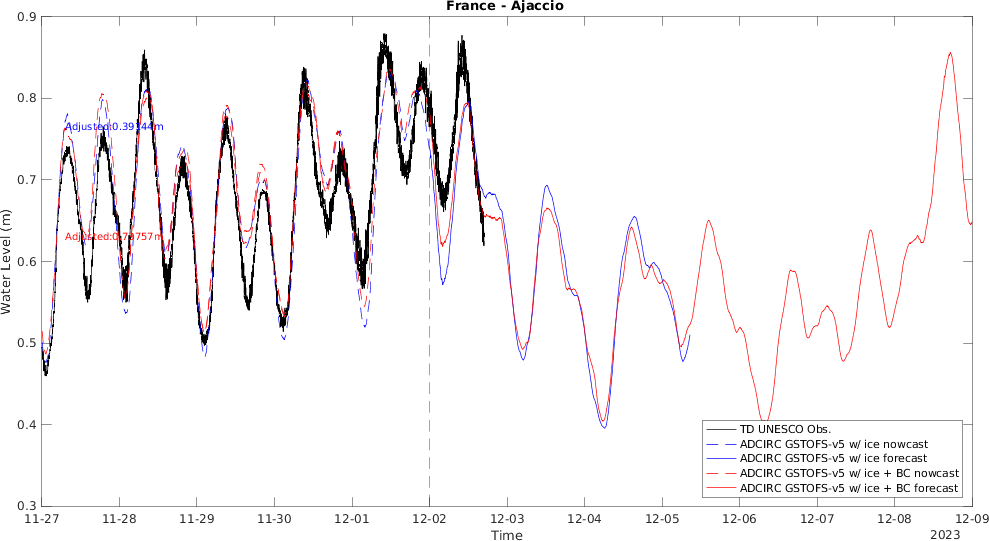 France - Ajaccio
0.9
0.8
0.7
0.6
0.5
0.4
0.3
Water Level (m)
m
TD UNESCO Obs.
ADCIRC GSTOFS-v5 w/ ice nowcast
ADCIRC GSTOFS-v5 w/ ice forecast
ADCIRC GSTOFS-v5 w/ ice + BC nowcast
ADCIRC GSTOFS-v5 w/ ice + BC forecast
11-27 11-28 11-29 11-30 12-01 12-02 12-03 12-04 12-05 12-06 12-07 12-08 12-09
Time
2023